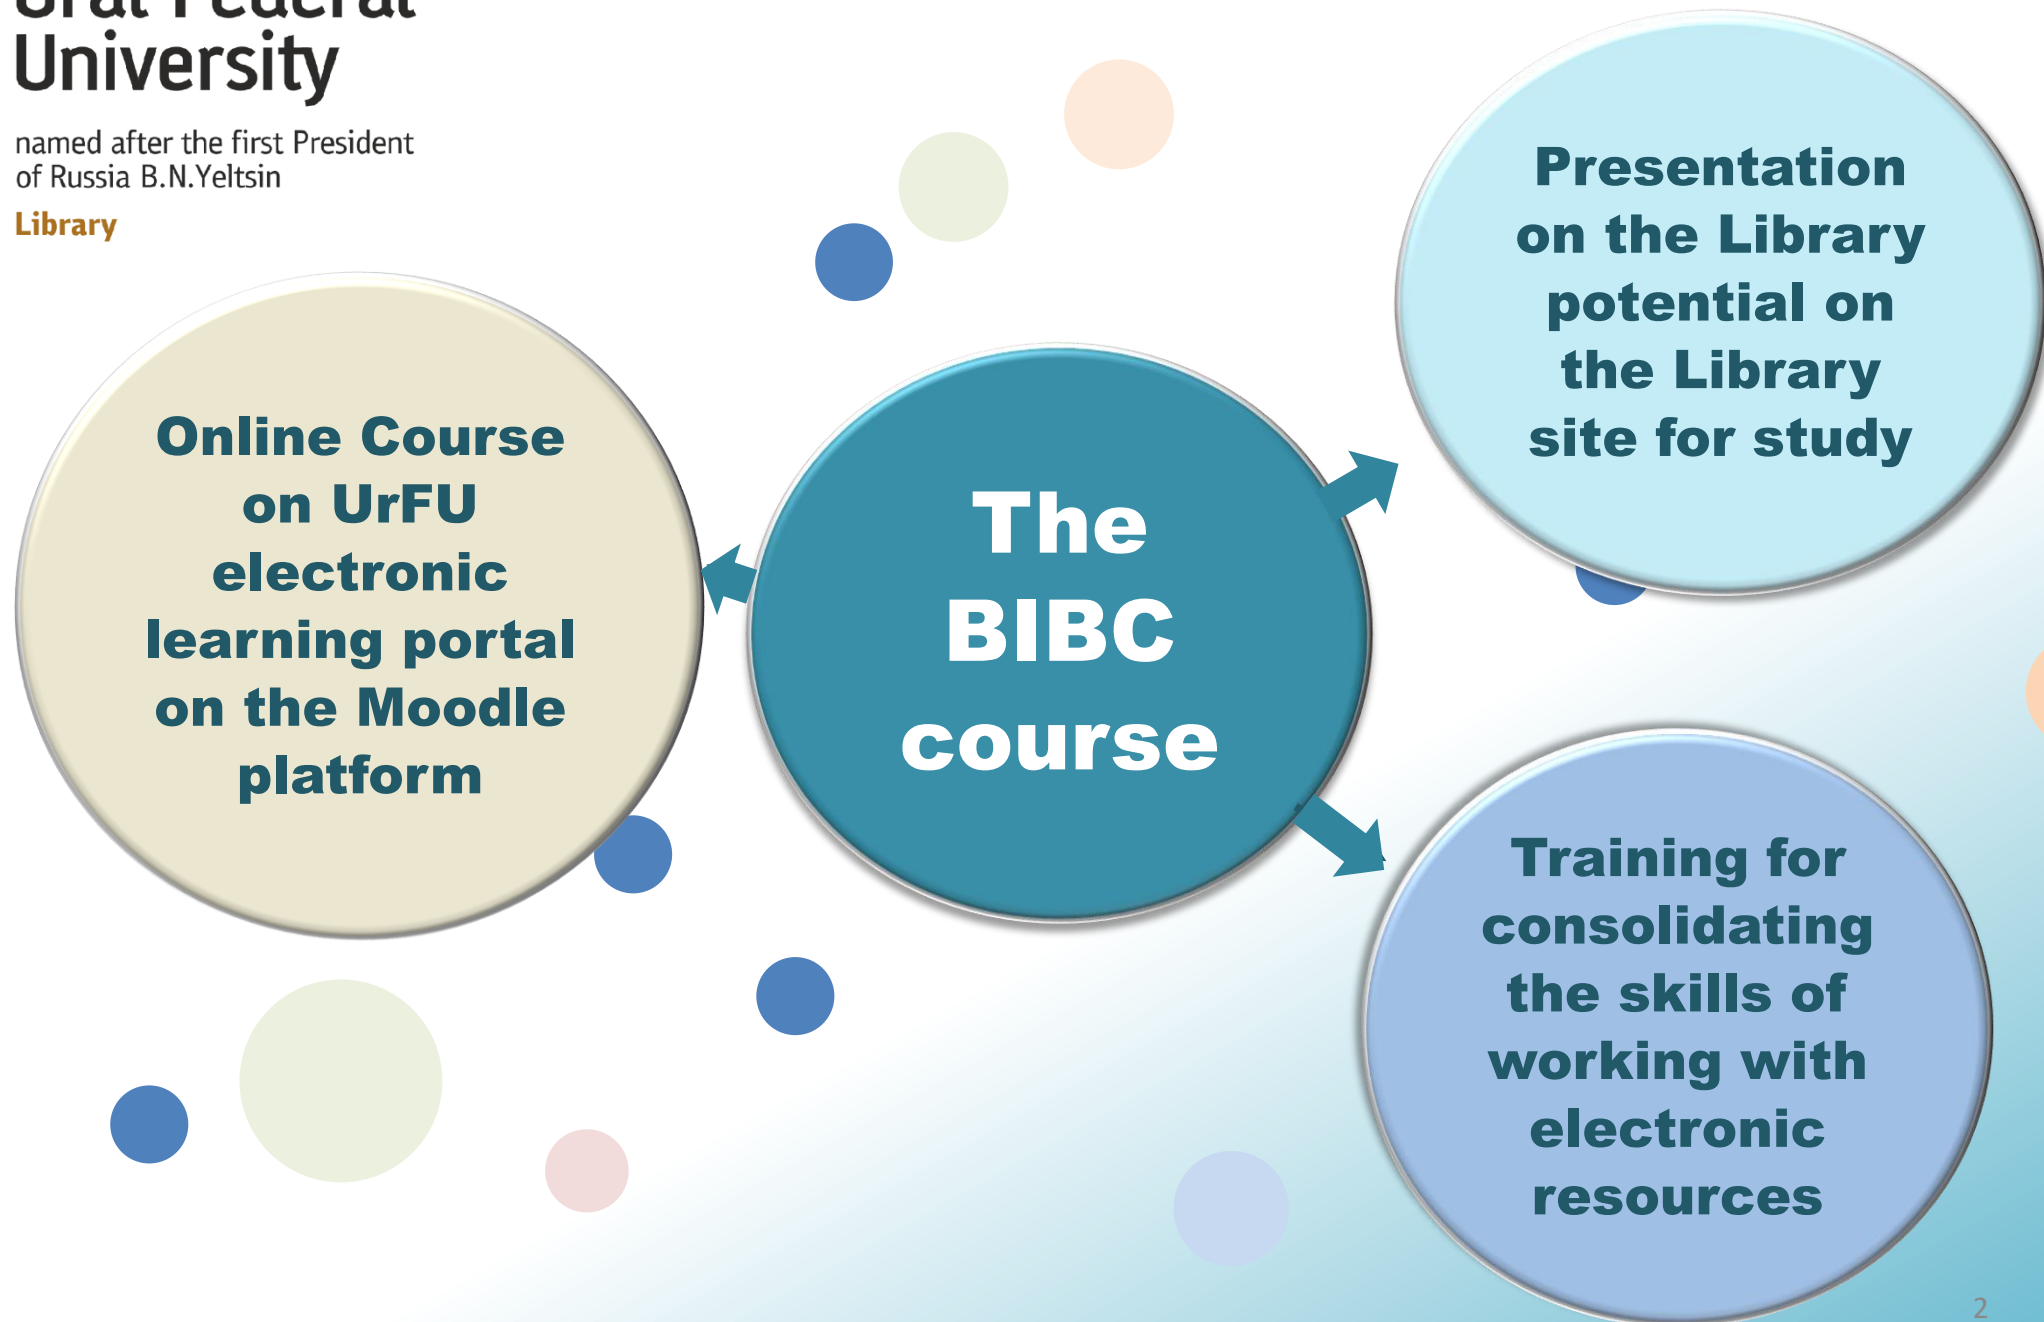 Ural Federal
University
named after the first President
of Russia B.N.Yeltsin
Library
Online Course
on UrFU
electronic
learning portal
on the Moodle
platform
The
BIBC
course
Presentation
on the Library
potential on
the Library
site for study
Training for
consolidating
the skills of
working with
electronic
resources
2